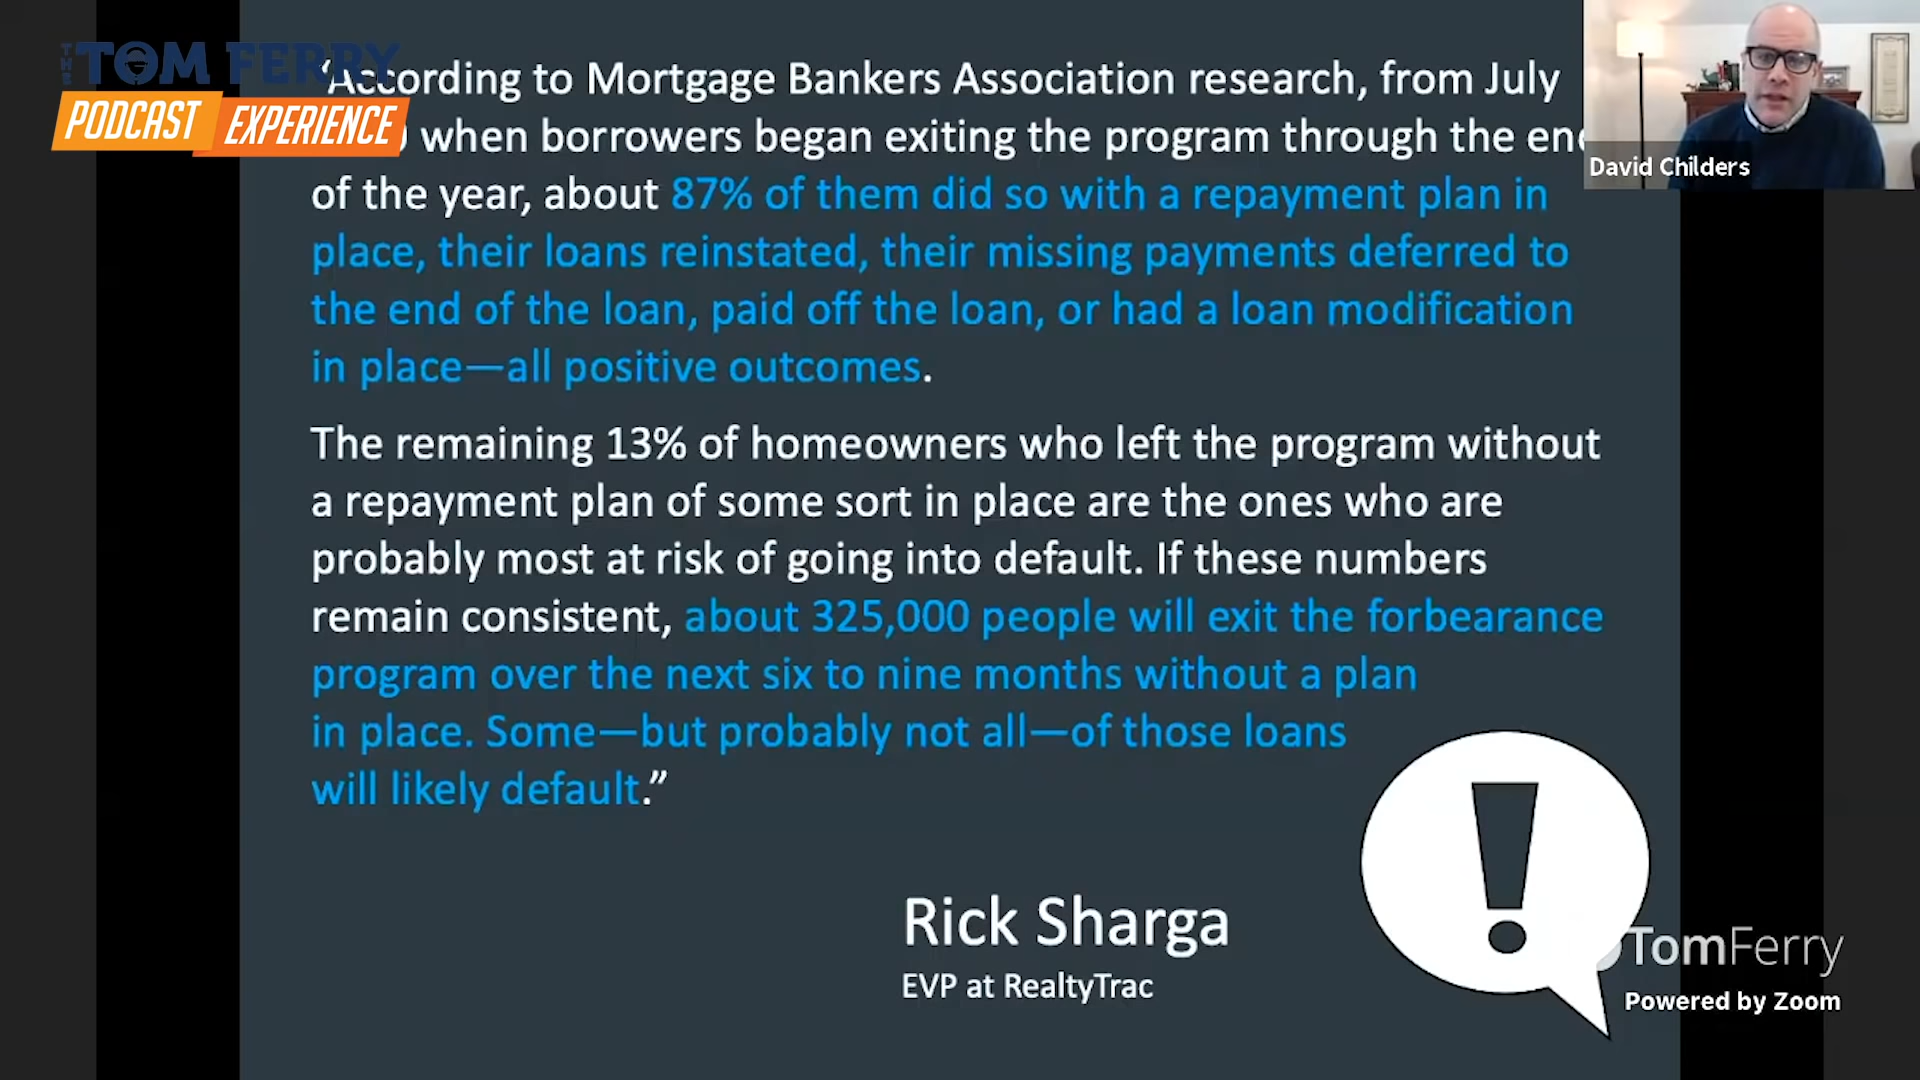 THE TOM FERRY
PODCAST EXPERIENCE
“According to Mortgage Bankers Association research, from July
when borrowers began exiting the program through the end
of the year, about 87% of them did so with a repayment plan in
place, their loans reinstated, their missing payments deferred to
the end of the loan, paid off the loan, or had a loan modification
in place—all positive outcomes.
The remaining 13% of homeowners who left the program without
a repayment plan of some sort in place are the ones who are
probably most at risk of going into default. If these numbers
remain consistent, about 325,000 people will exit the forbearance
program over the next six to nine months without a plan
in place. Some—but probably not all—of those loans
will likely default.”
Rick Sharga
EVP at RealtyTrac
!
David Childers
TomFerry
Powered by Zoom